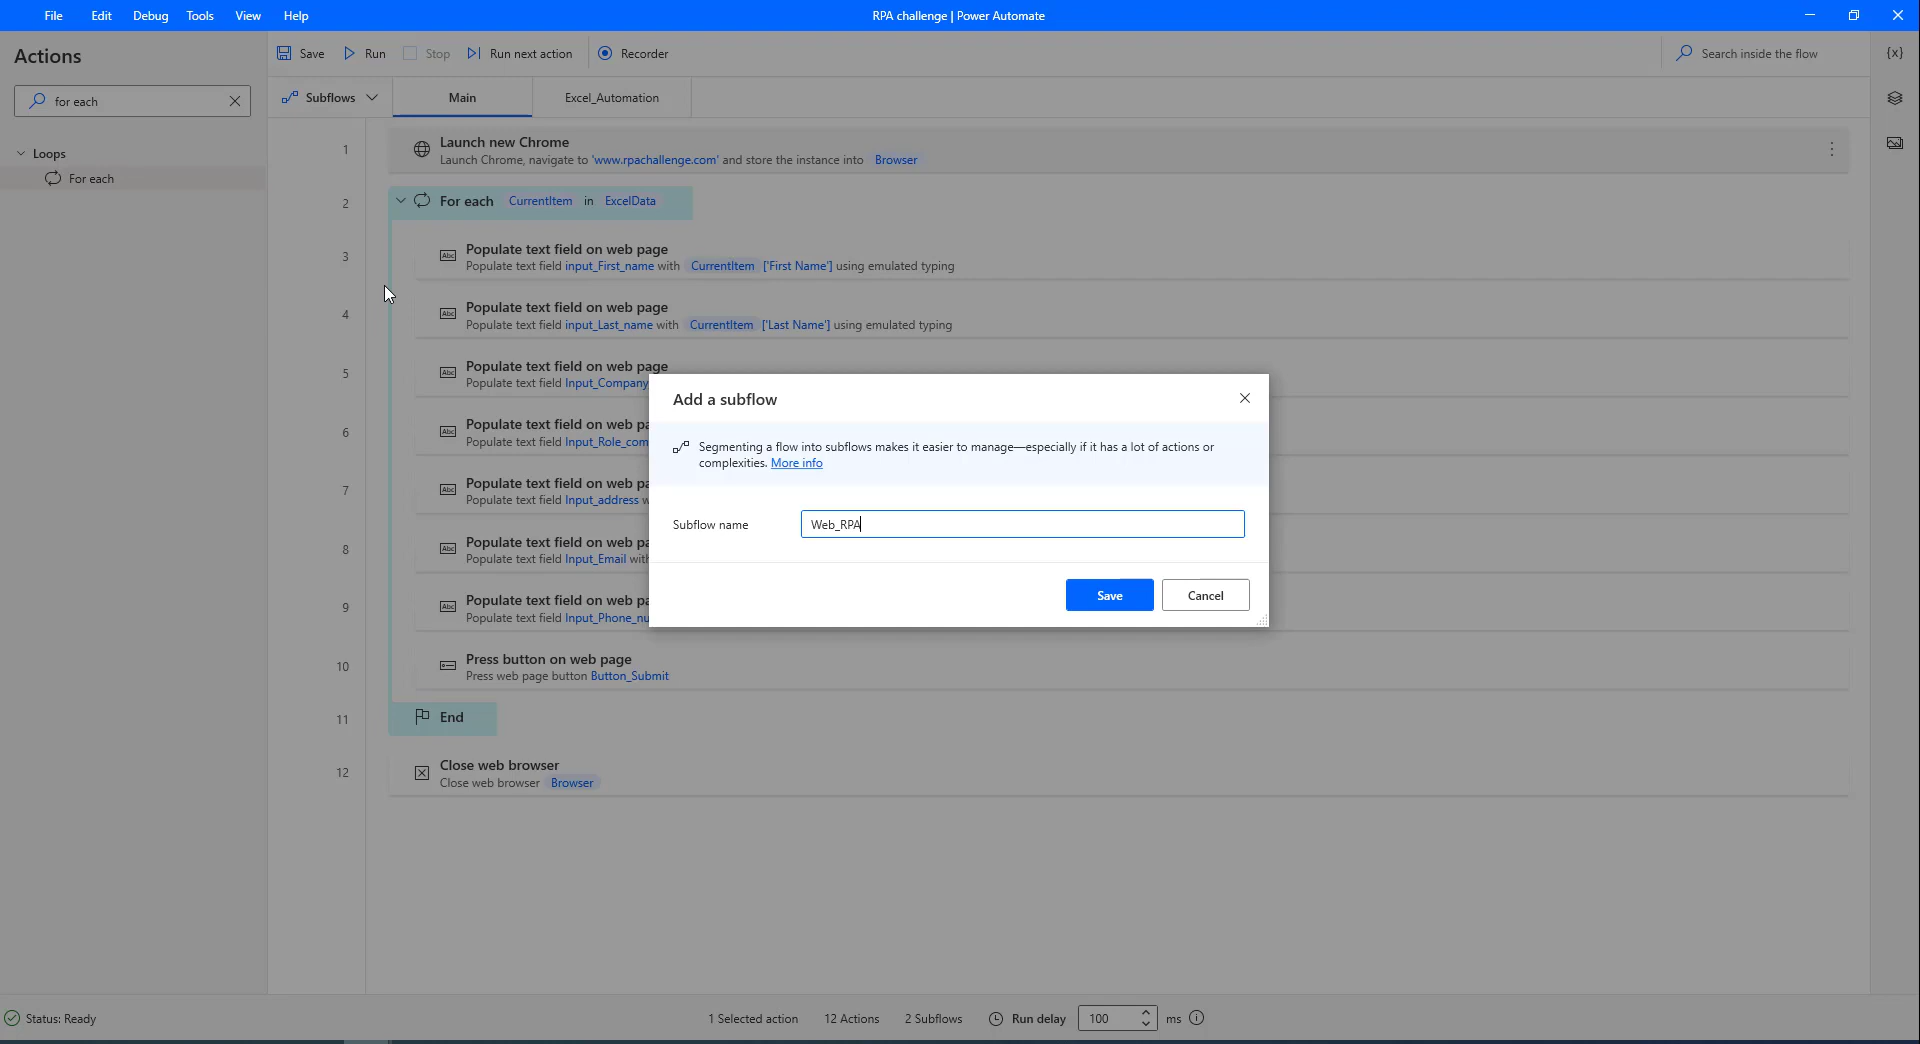 File Edit Debug Tools View Help
RPA challenge | Power Automate
Actions
Save Run Stop Run next action Recorder
Search inside the flow
{x}
for each
Subflows Main Excel_Automation
Loops
For each
1
Launch new Chrome
Launch Chrome, navigate to 'www.rpachallenge.com' and store the instance into Browser
2
For each CurrentItem in ExcelData
3
Populate text field on web page
Populate text field input_First_name with CurrentItem ['First Name'] using emulated typing
4
Populate text field on web page
Populate text field input_Last_name with CurrentItem ['Last Name'] using emulated typing
5
Populate text field on web page
Populate text field Input_Company
6
Populate text field on web pa
Populate text field Input_Role_com
7
Populate text field on web pa
Populate text field Input_address w
8
Populate text field on web pa
Populate text field Input_Email with
9
Populate text field on web pa
Populate text field Input_Phone_nu
10
Press button on web page
Press web page button Button_Submit
11
End
12
Close web browser
Close web browser Browser
Add a subflow
Segmenting a flow into subflows makes it easier to manage—especially if it has a lot of actions or
complexities. More info
Subflow name
Web_RPA
Save Cancel
Status: Ready
1 Selected action 12 Actions 2 Subflows Run delay 100 ms